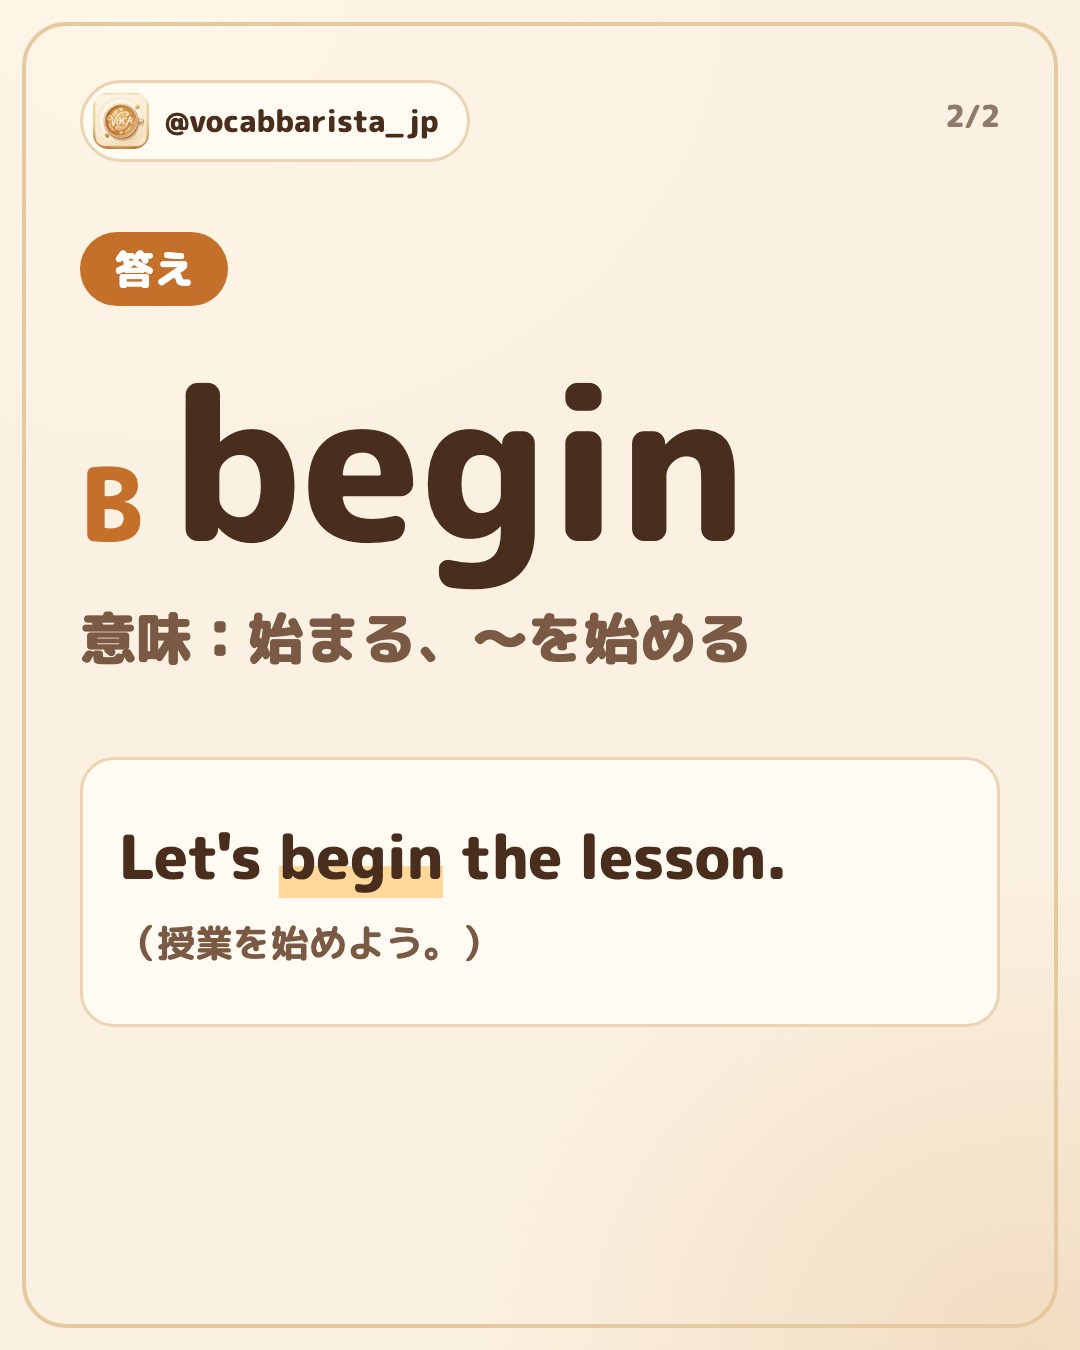 @vocabbarista_jp
2/2
答え
B begin
意味：始まる、〜を始める
Let's begin the lesson.
（授業を始めよう。）